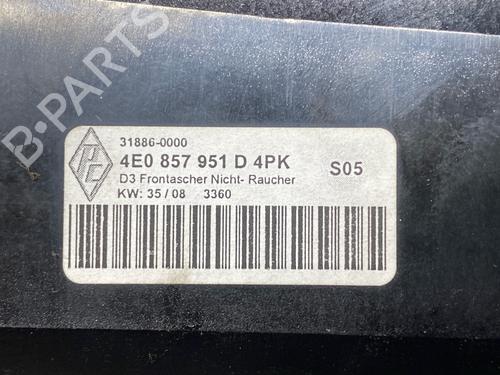 B-PARTS
31886-0000
4E0 857 951 D 4PK
S05
D3 Frontascher Nicht- Raucher
KW: 35 / 08 3360